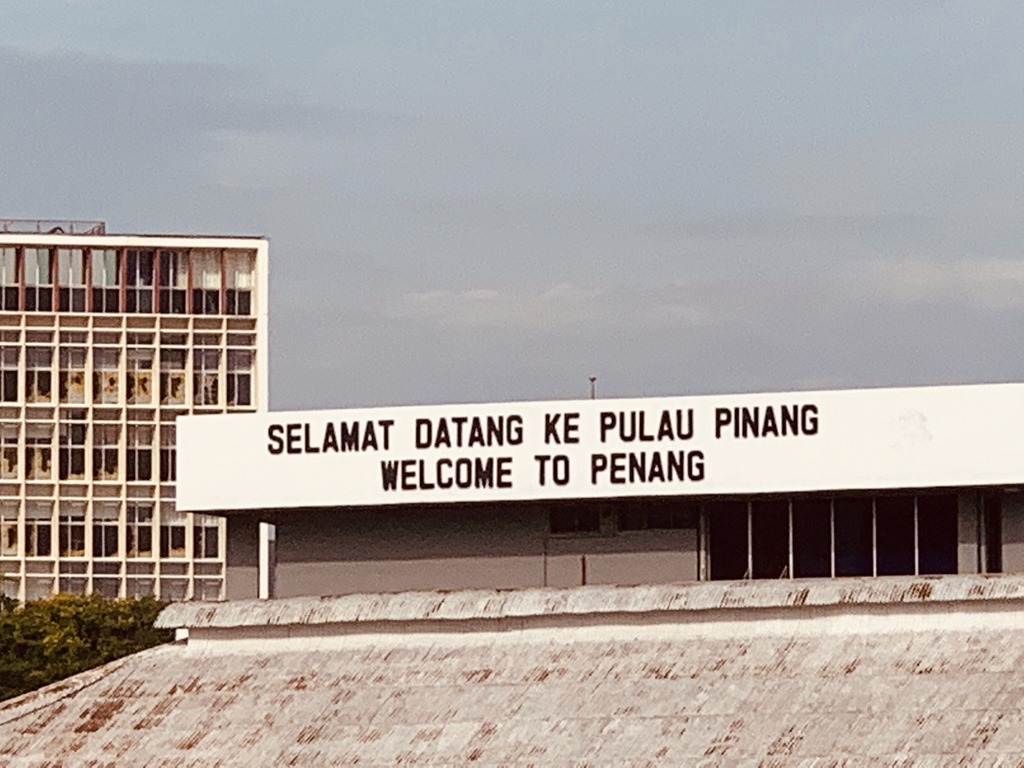 SELAMAT DATANG KE PULAU PINANG
WELCOME TO PENANG